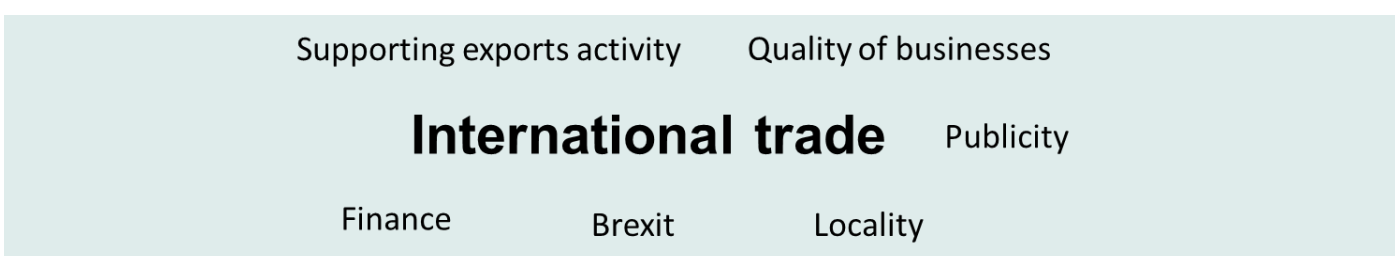 Supporting exports activity Quality of businesses
International trade Publicity
Finance Brexit Locality